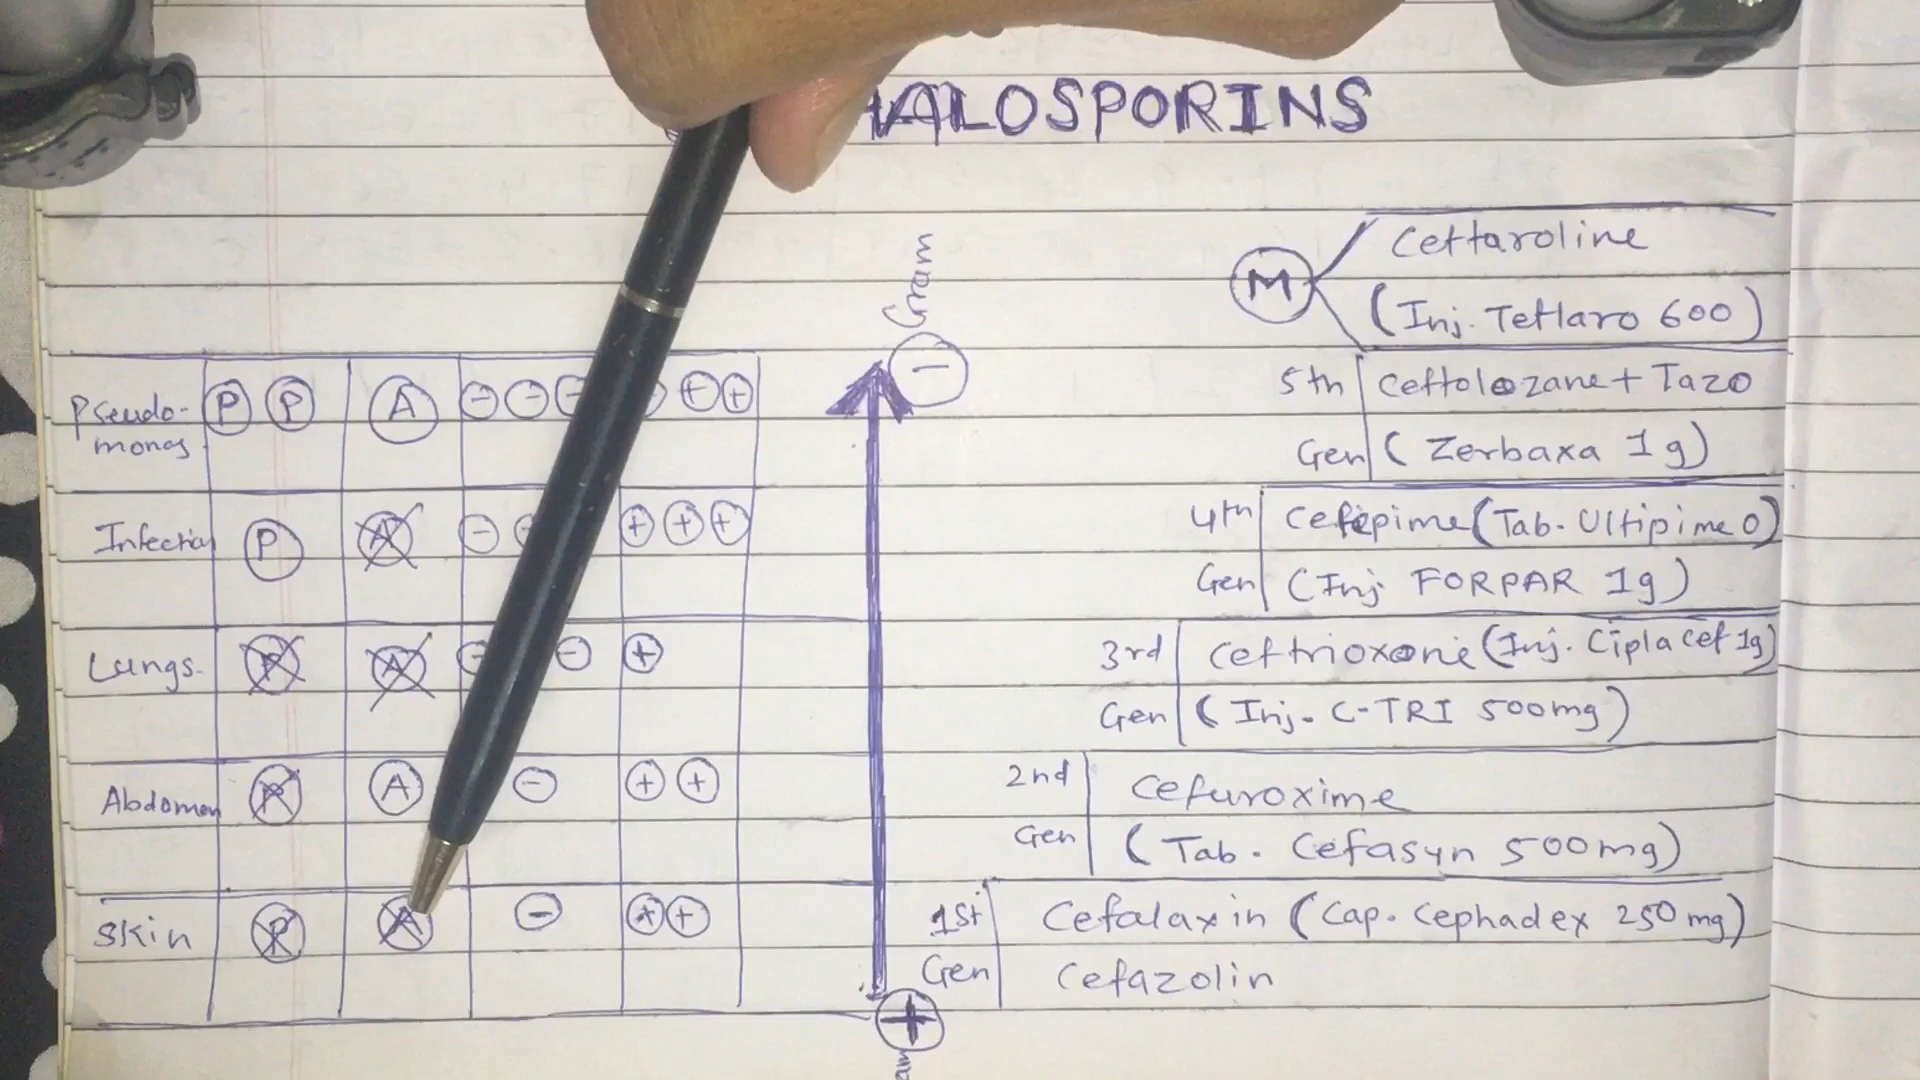 HALOSPORINS
Gram
−
M
Ceftaroline
(Inj. Teflaro 600)
5th
Gen
Ceftolozane + Tazo
(Zerbaxa 1g)
4th
Gen
Cefepime (Tab. Ultipime O)
(Inj FORPAR 1g)
3rd
Gen
Ceftrioxone (Inj. Ciplacef 1g)
(Inj. C-TRI 500mg)
2nd
Gen
Cefuroxime
(Tab. Cefasyn 500mg)
1st
Gen
Cefalaxin (Cap. Cephadex 250mg)
Cefazolin
+
Pseudo-
monas
P P A − − − + +
Infection P A − + + +
Lungs. P A − − +
Abdomen P A − + +
Skin P A − + +